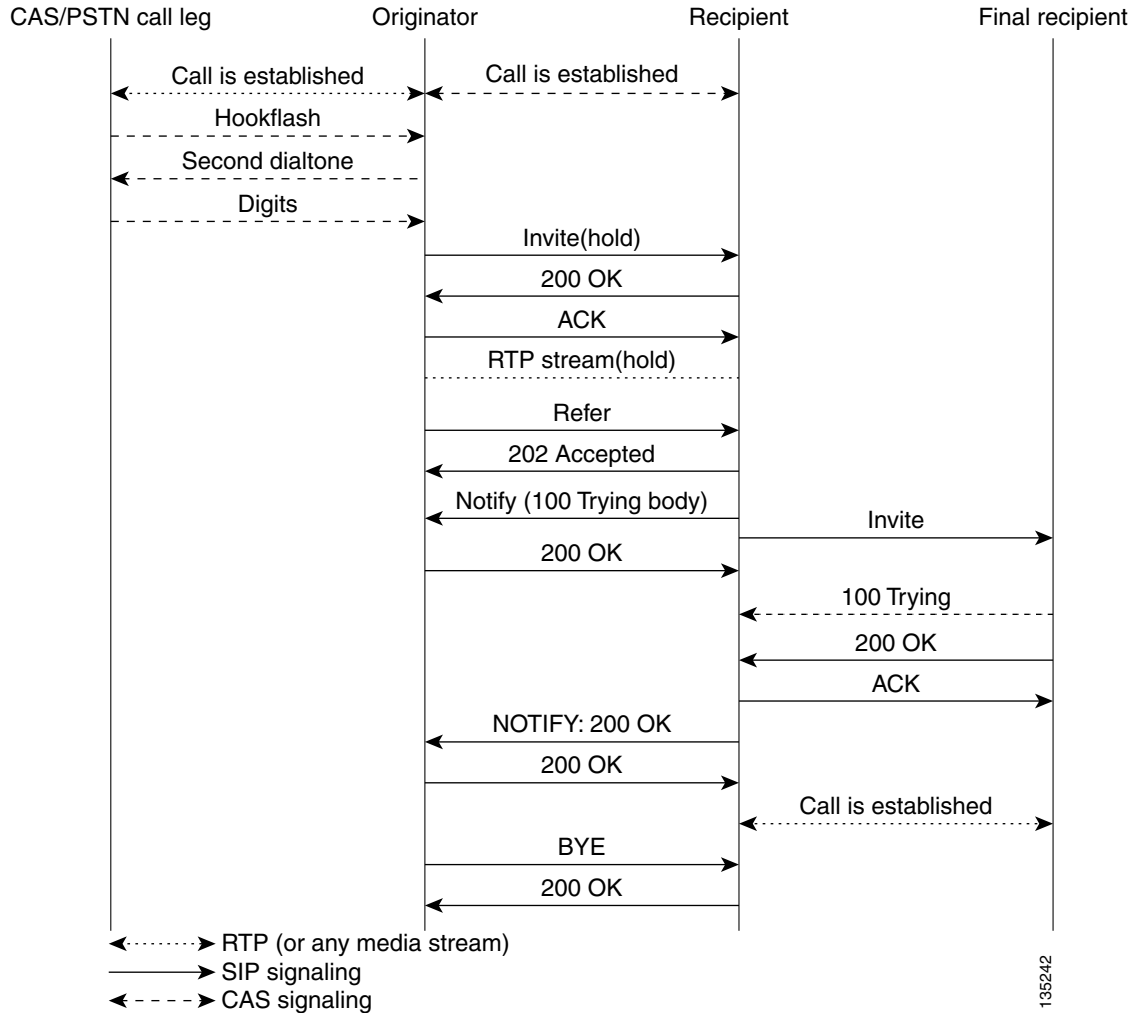 CAS/PSTN call leg
Originator
Recipient
Final recipient
Call is established
Call is established
Hookflash
Second dialtone
Digits
Invite(hold)
200 OK
ACK
RTP stream(hold)
Refer
202 Accepted
Notify (100 Trying body)
Invite
200 OK
100 Trying
200 OK
ACK
NOTIFY: 200 OK
200 OK
Call is established
BYE
200 OK
RTP (or any media stream)
SIP signaling
CAS signaling
135242